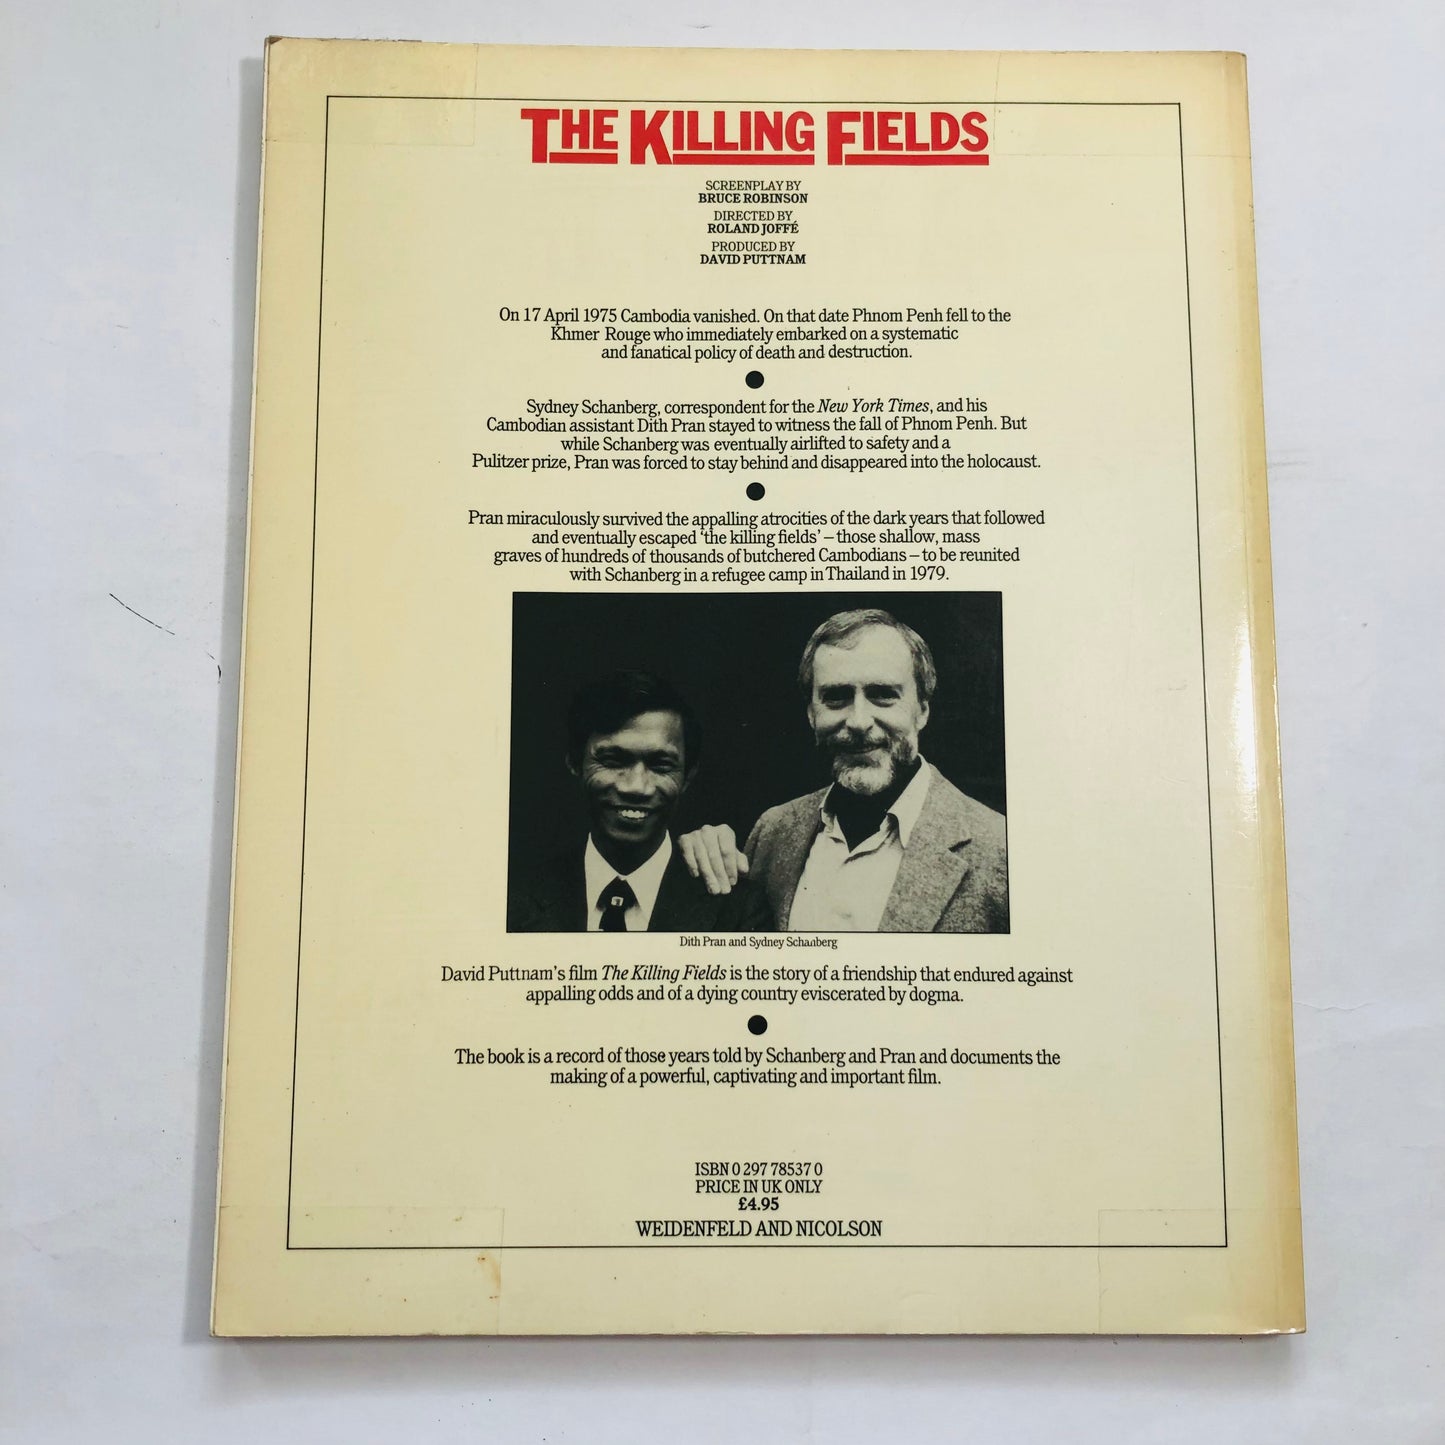 THE KILLING FIELDS
SCREENPLAY BY
BRUCE ROBINSON
DIRECTED BY
ROLAND JOFFÉ
PRODUCED BY
DAVID PUTTNAM
On 17 April 1975 Cambodia vanished. On that date Phnom Penh fell to the
Khmer Rouge who immediately embarked on a systematic
and fanatical policy of death and destruction.
Sydney Schanberg, correspondent for the New York Times, and his
Cambodian assistant Dith Pran stayed to witness the fall of Phnom Penh. But
while Schanberg was eventually airlifted to safety and a
Pulitzer prize, Pran was forced to stay behind and disappeared into the holocaust.
Pran miraculously survived the appalling atrocities of the dark years that followed
and eventually escaped 'the killing fields' – those shallow, mass
graves of hundreds of thousands of butchered Cambodians – to be reunited
with Schanberg in a refugee camp in Thailand in 1979.
Dith Pran and Sydney Schanberg
David Puttnam's film The Killing Fields is the story of a friendship that endured against
appalling odds and of a dying country eviscerated by dogma.
The book is a record of those years told by Schanberg and Pran and documents the
making of a powerful, captivating and important film.
ISBN 0 297 78537 0
PRICE IN UK ONLY
£4.95
WEIDENFELD AND NICOLSON